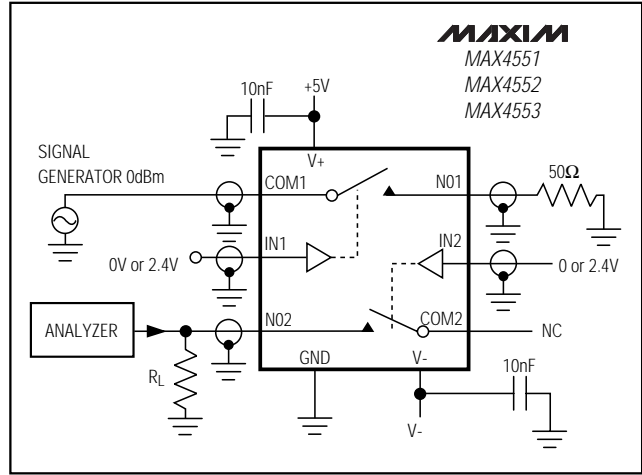 MAXIM
MAX4551
MAX4552
MAX4553
10nF
+5V
SIGNAL
GENERATOR 0dBm
V+
COM1
N01
50Ω
IN1
IN2
0V or 2.4V
0 or 2.4V
ANALYZER
N02
COM2
NC
RL
GND
V-
10nF
V-